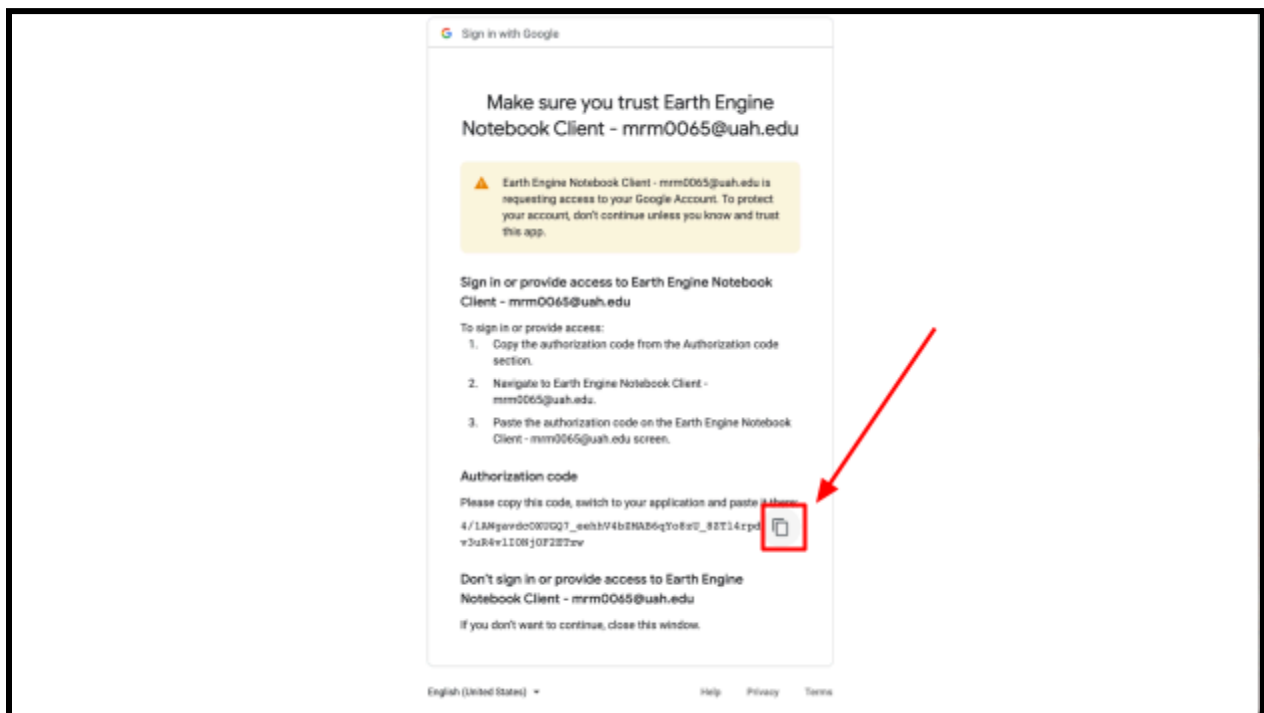 Sign in with Google
Make sure you trust Earth Engine
Notebook Client - mrm0065@uah.edu
Earth Engine Notebook Client - mrm0065@uah.edu is
requesting access to your Google Account. To protect
your account, don't continue unless you know and trust
this app.
Sign in or provide access to Earth Engine Notebook
Client - mrm0065@uah.edu
To sign in or provide access:
1. Copy the authorization code from the Authorization code
section.
2. Navigate to Earth Engine Notebook Client -
mrm0065@uah.edu.
3. Paste the authorization code on the Earth Engine Notebook
Client - mrm0065@uah.edu screen.
Authorization code
Please copy this code, switch to your application and paste it there:
Don't sign in or provide access to Earth Engine
Notebook Client - mrm0065@uah.edu
If you don't want to continue, close this window.
English (United States)
Help Privacy Terms